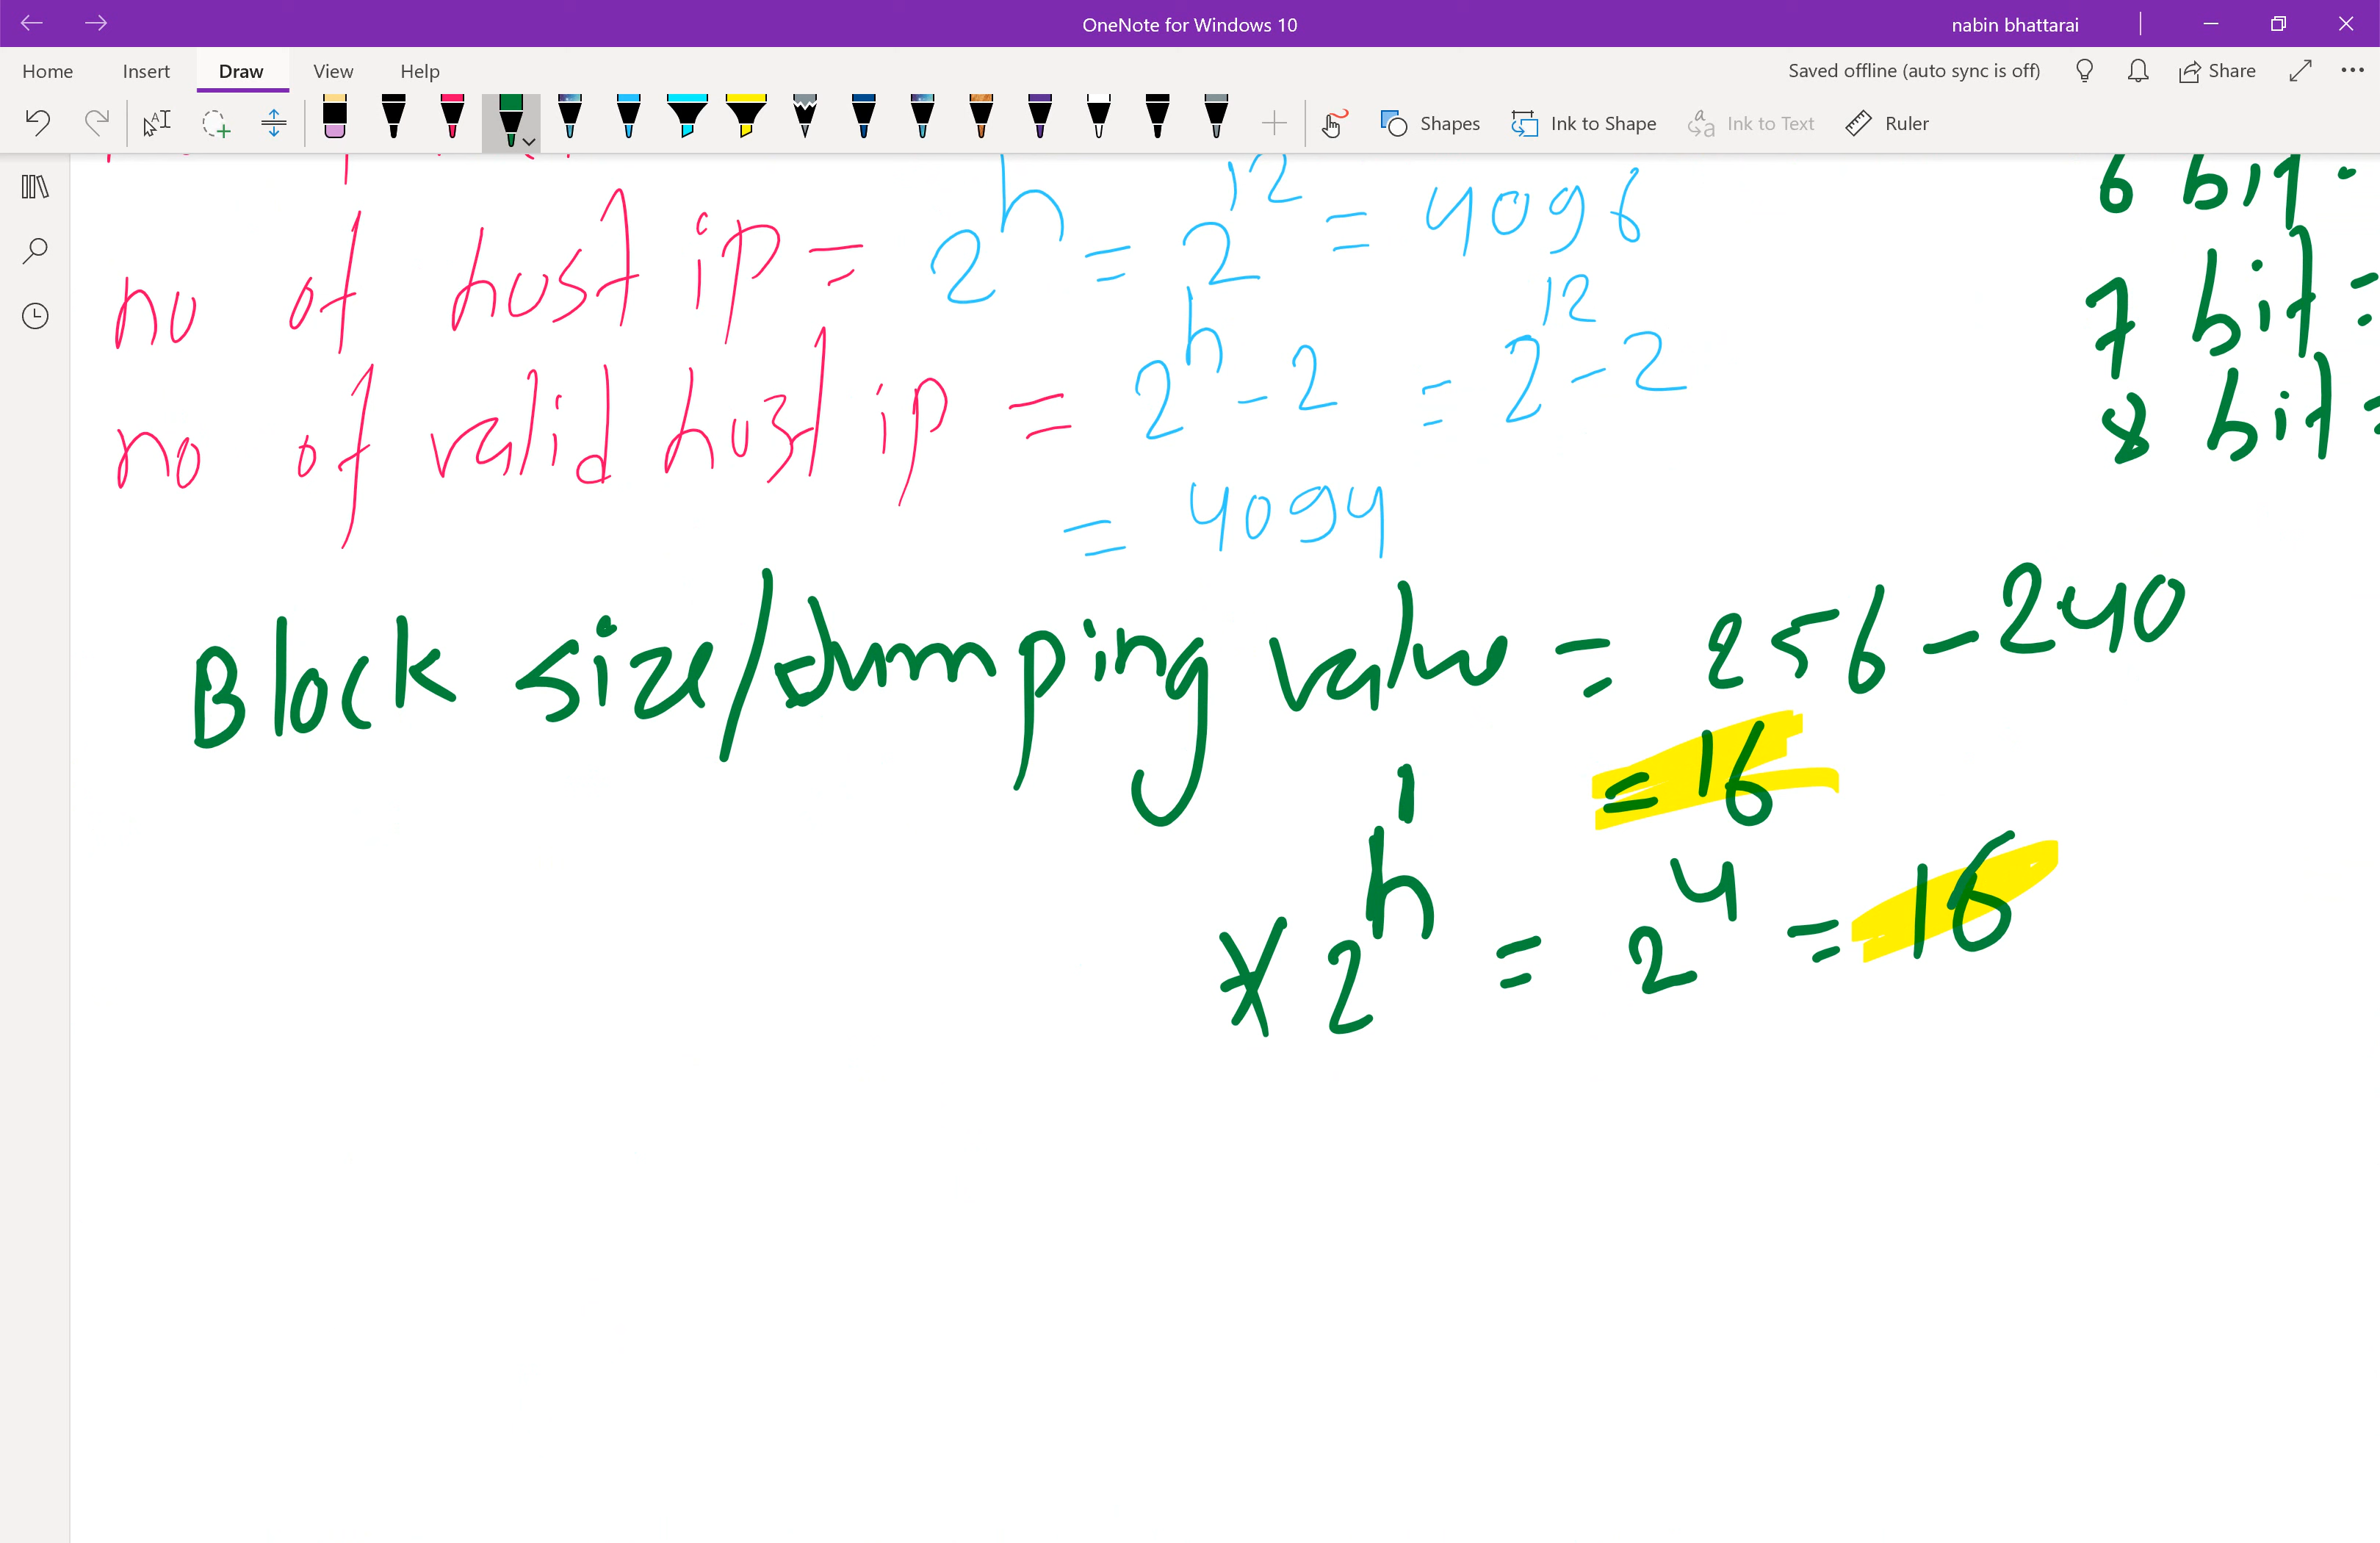 OneNote for Windows 10
nabin bhattarai
Home Insert Draw View Help
Saved offline (auto sync is off) Share
Shapes Ink to Shape Ink to Text Ruler
6 bit
no of host ip = 2^h = 2^12 = 4096
7 bit =
no of valid host ip = 2^h - 2 = 2^12 - 2
8 bit =
= 4094
Block size/Jumping value = 256 - 240
= 16
* 2^h = 2^4 = 16